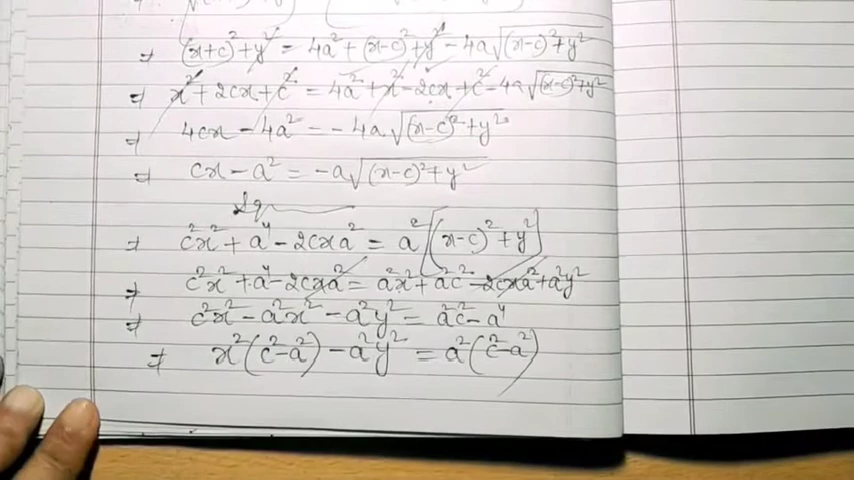 ⇒ (x+c)²+y² = 4a²+(x-c)²+y²-4a√(x-c)²+y²
⇒ x²+2cx+c² = 4a²+x²-2cx+c²-4a√(x-c)²+y²
⇒ 4cx-4a² = -4a√(x-c)²+y²
⇒ cx-a² = -a√(x-c)²+y²
Sq
⇒ c²x²+a⁴-2cxa² = a²[(x-c)²+y²]
⇒ c²x²+a⁴-2cxa² = a²x²+a²c²-2cxa²+a²y²
⇒ c²x²-a²x²-a²y² = a²c²-a⁴
⇒ x²(c²-a²)-a²y² = a²(c²-a²)